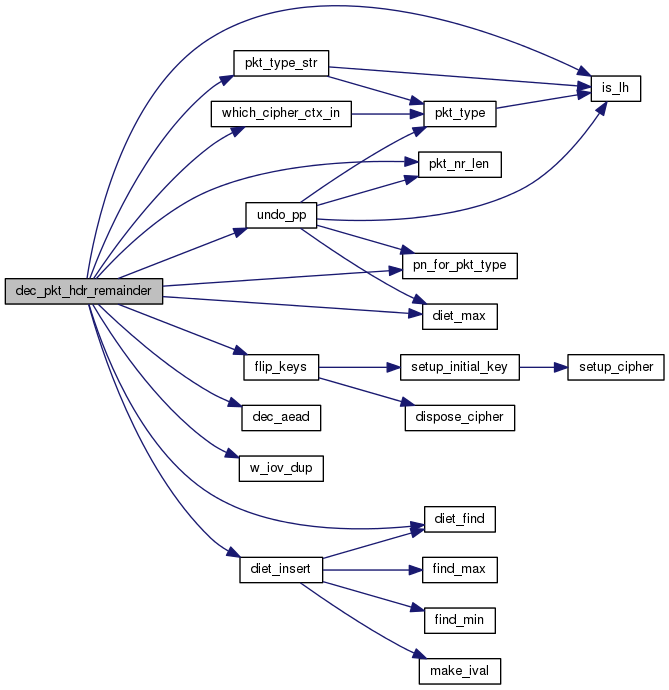 pkt_type_str
is_lh
which_cipher_ctx_in
pkt_type
pkt_nr_len
undo_pp
pn_for_pkt_type
dec_pkt_hdr_remainder
diet_max
flip_keys
setup_initial_key
setup_cipher
dec_aead
dispose_cipher
w_iov_dup
diet_find
diet_insert
find_max
find_min
make_ival